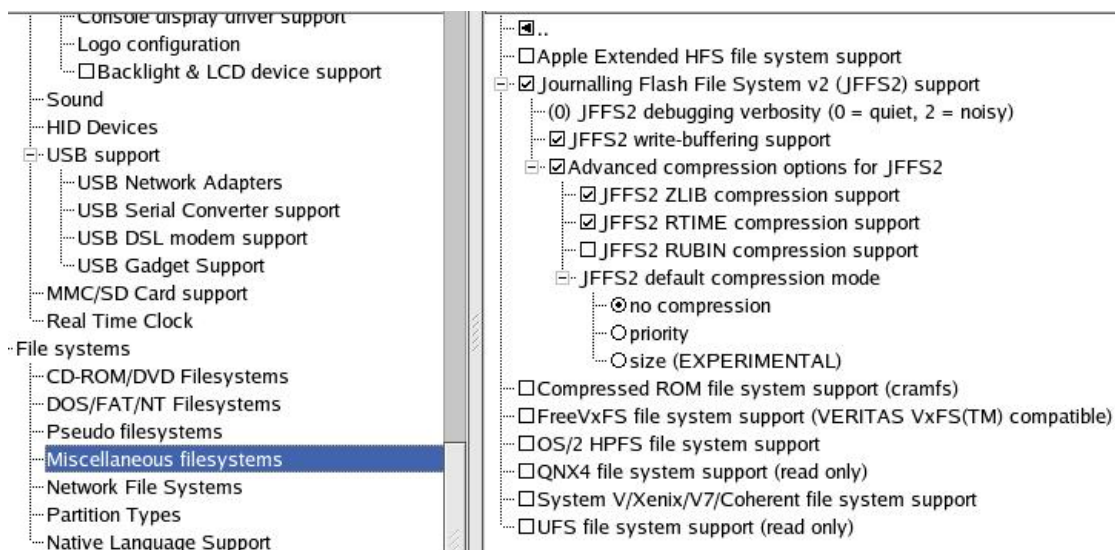 Console display driver support
Logo configuration
Backlight & LCD device support
Sound
HID Devices
USB support
USB Network Adapters
USB Serial Converter support
USB DSL modem support
USB Gadget Support
MMC/SD Card support
Real Time Clock
File systems
CD-ROM/DVD Filesystems
DOS/FAT/NT Filesystems
Pseudo filesystems
Miscellaneous filesystems
Network File Systems
Partition Types
Native Language Support
..
Apple Extended HFS file system support
Journalling Flash File System v2 (JFFS2) support
(0) JFFS2 debugging verbosity (0 = quiet, 2 = noisy)
JFFS2 write-buffering support
Advanced compression options for JFFS2
JFFS2 ZLIB compression support
JFFS2 RTIME compression support
JFFS2 RUBIN compression support
JFFS2 default compression mode
no compression
priority
size (EXPERIMENTAL)
Compressed ROM file system support (cramfs)
FreeVxFS file system support (VERITAS VxFS(TM) compatible)
OS/2 HPFS file system support
QNX4 file system support (read only)
System V/Xenix/V7/Coherent file system support
UFS file system support (read only)